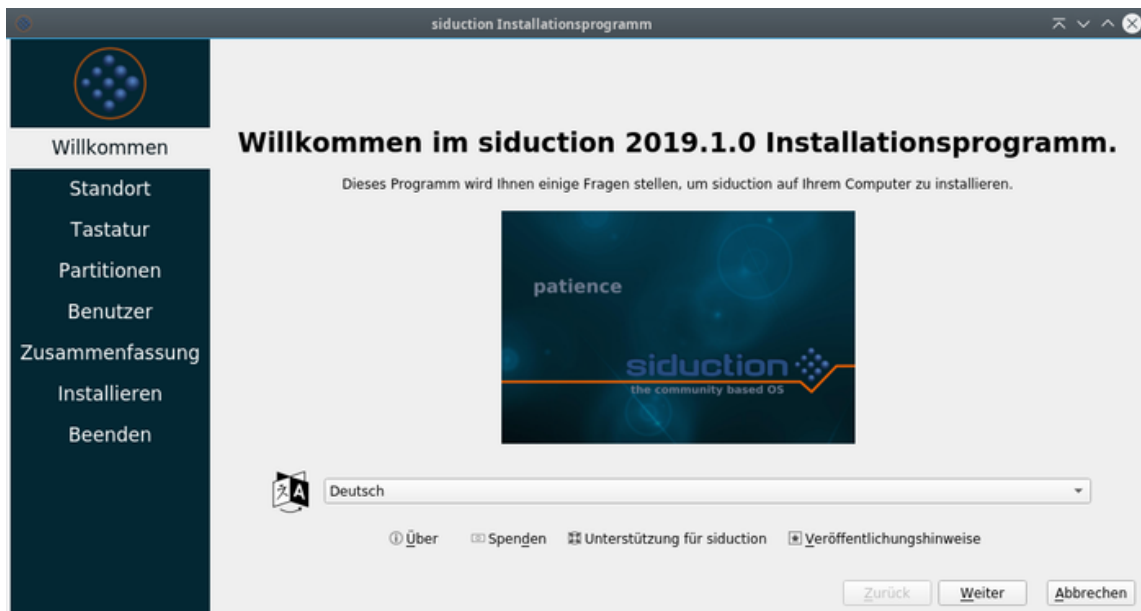 siduction Installationsprogramm
Willkommen
Standort
Tastatur
Partitionen
Benutzer
Zusammenfassung
Installieren
Beenden
Willkommen im siduction 2019.1.0 Installationsprogramm.
Dieses Programm wird Ihnen einige Fragen stellen, um siduction auf Ihrem Computer zu installieren.
patience
siduction
the community based OS
文A
Deutsch
Über Spenden Unterstützung für siduction Veröffentlichungshinweise
Zurück Weiter Abbrechen